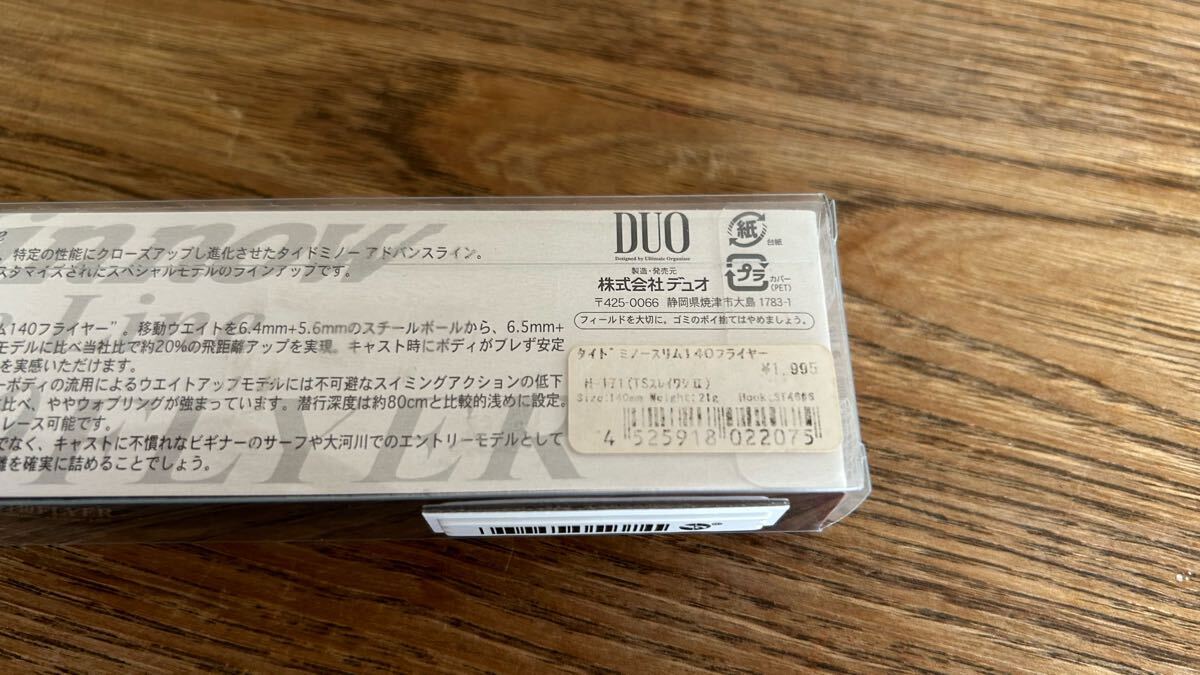 innow
、特定の性能にクローズアップし進化させたタイドミノー アドバンスライン。
スタマイズされたスペシャルモデルのラインアップです。
Line
ム140フライヤー”。移動ウエイトを6.4mm+5.6mmのスチールボールから、6.5mm+
モデルに比べ当社比で約20%の飛距離アップを実現。キャスト時にボディがブレず安定
を実感いただけます。
ーボディの流用によるウエイトアップモデルには不可避なスイミングアクションの低下
比べ、ややウォブリングが強まっています。潜行深度は約80cmと比較的浅めに設定。
レース可能です。
でなく、キャストに不慣れなビギナーのサーフや大河川でのエントリーモデルとして
離を確実に詰めることでしょう。
FLYER
DUO
Designed by Ultimate Organizer
製造・発売元
株式会社デュオ
〒425-0066 静岡県焼津市大島 1783-1
フィールドを大切に。ゴミのポイ捨てはやめましょう。
紙
台紙
プラ
カバー
(PET)
タイドミノースリム140フライヤー
¥1,995
H-171(TSスレイワシⅡ)
Size:140mm Weight:21g Hook:ST46#6
4 525918 022075
FLYER